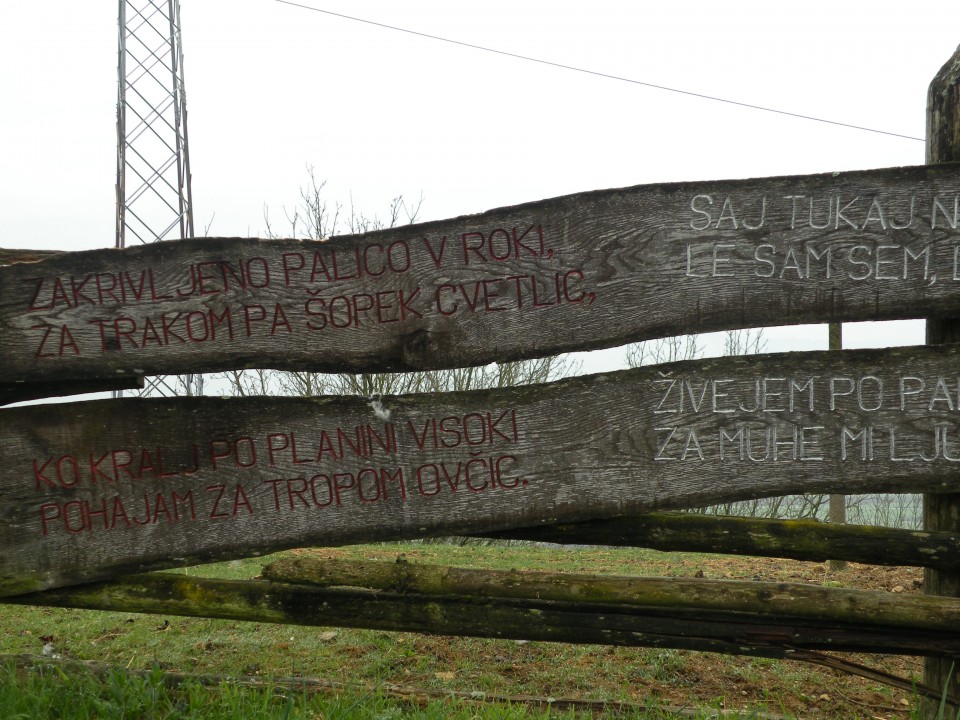 ZAKRIVLJENO PALICO V ROKI,
ZA TRAKOM PA ŠOPEK CVETLIC,
KO KRALJ PO PLANINI VISOKI
POHAJAM ZA TROPOM OVČIC.
SAJ TUKAJ
LE SAM SEM,
ŽIVEJEM PO
ZA MUHE MI